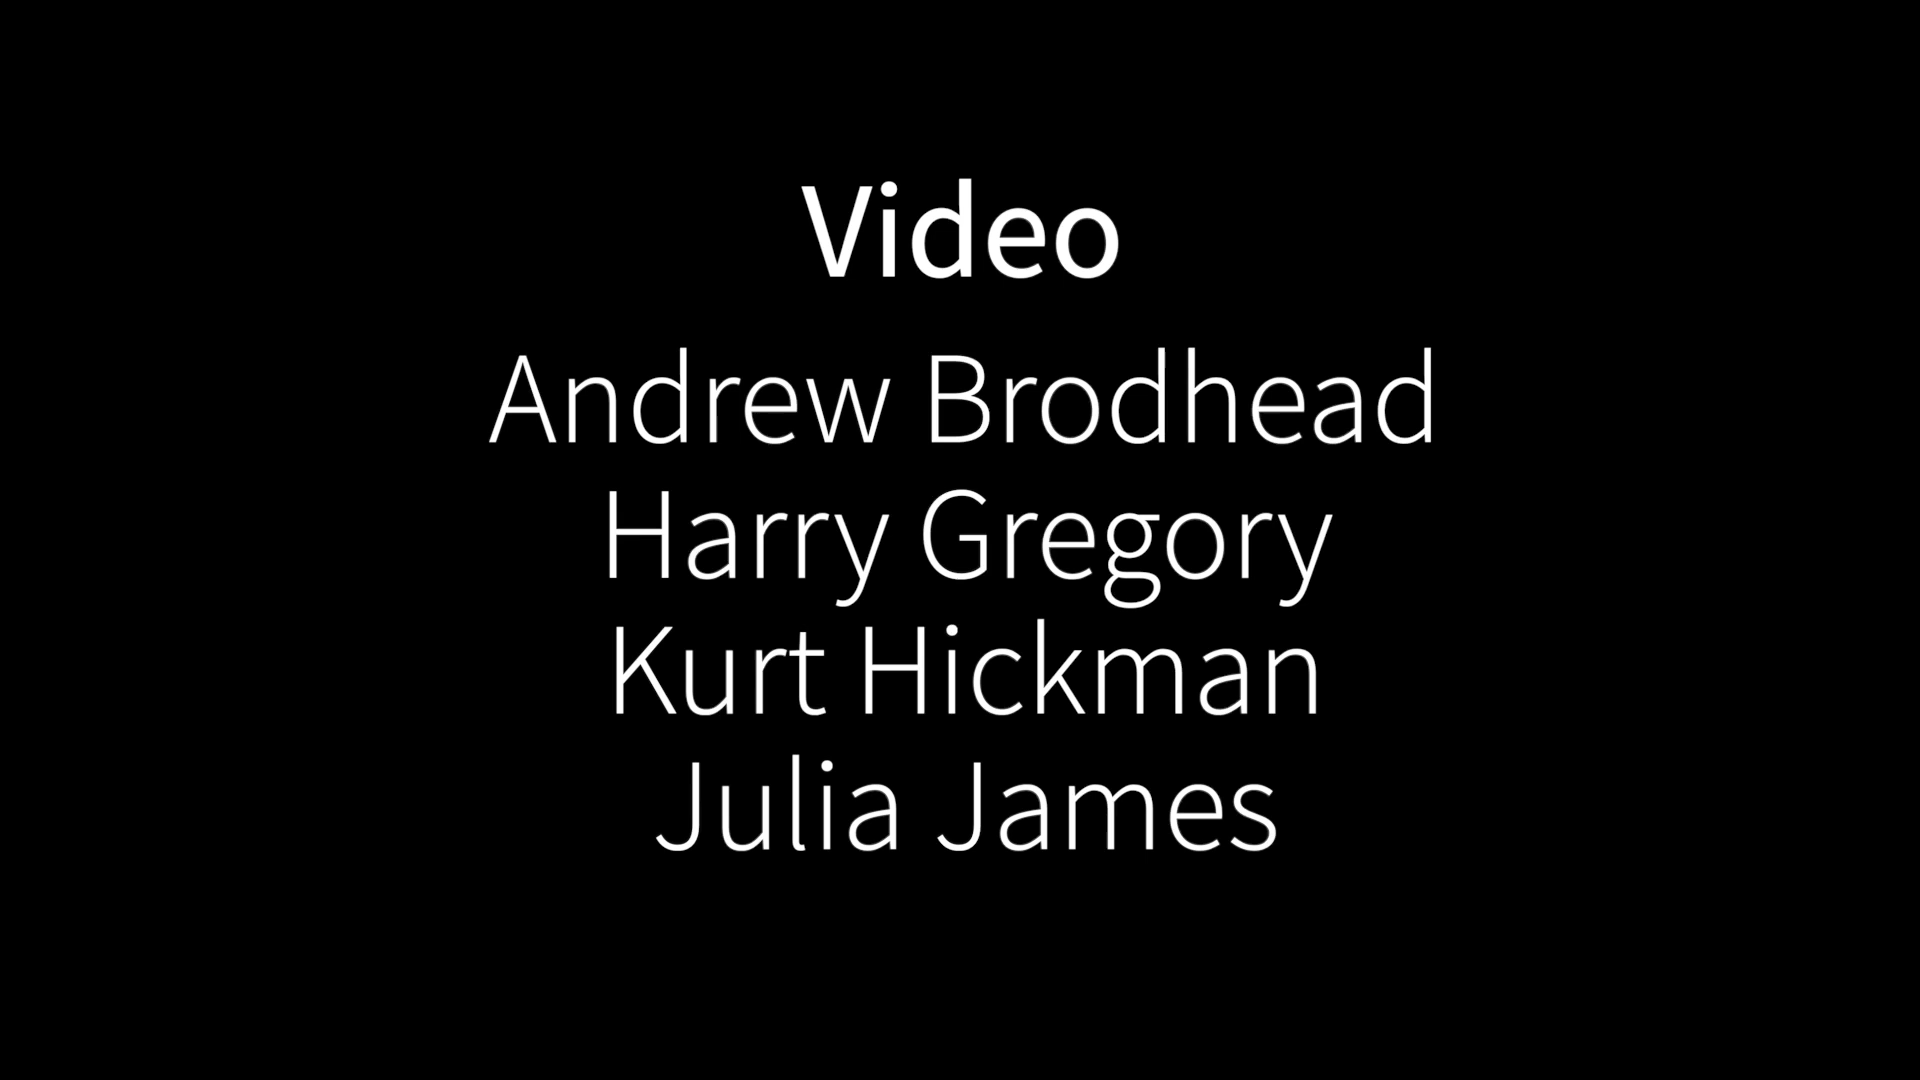 Video
Andrew Brodhead
Harry Gregory
Kurt Hickman
Julia James